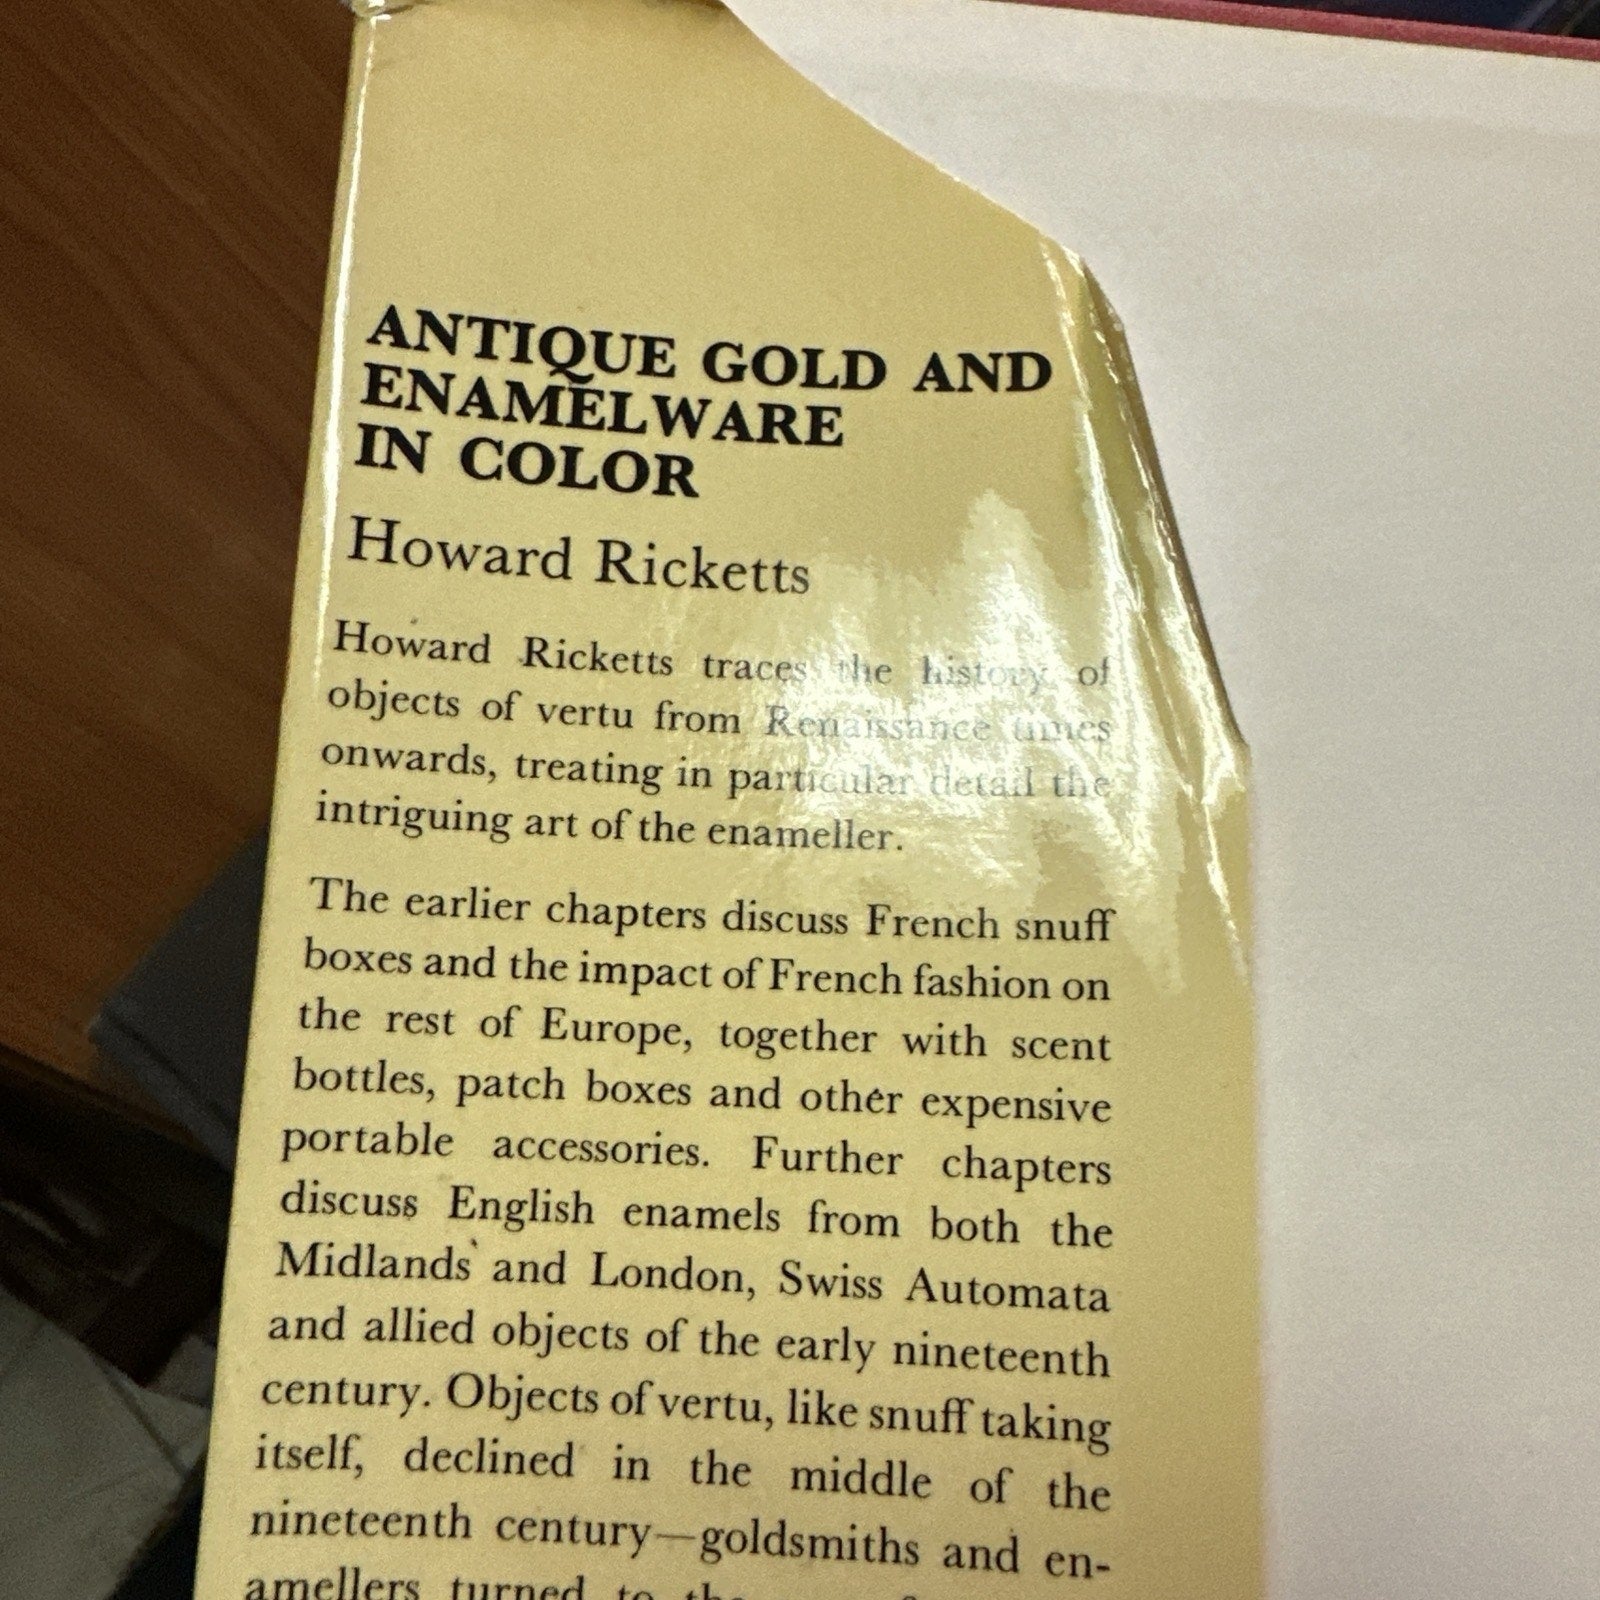 ANTIQUE GOLD AND
ENAMELWARE
IN COLOR
Howard Ricketts
Howard Ricketts traces the history of
objects of vertu from Renaissance times
onwards, treating in particular detail the
intriguing art of the enameller.
The earlier chapters discuss French snuff
boxes and the impact of French fashion on
the rest of Europe, together with scent
bottles, patch boxes and other expensive
portable accessories. Further chapters
discuss English enamels from both the
Midlands and London, Swiss Automata
and allied objects of the early nineteenth
century. Objects of vertu, like snuff taking
itself, declined in the middle of the
nineteenth century—goldsmiths and en-
amellers turned to the